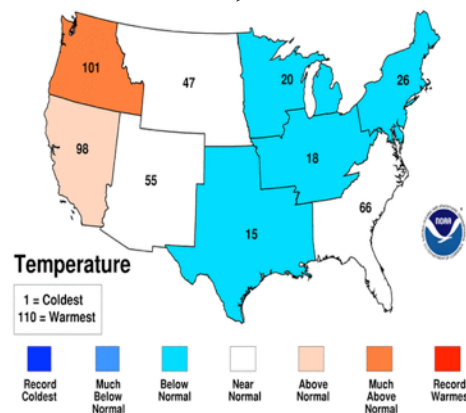 101
47
20
26
98
55
18
66
15
NOAA
Temperature
1 = Coldest
110 = Warmest
Record
Coldest
Much
Below
Normal
Below
Normal
Near
Normal
Above
Normal
Much
Above
Normal
Record
Warmest